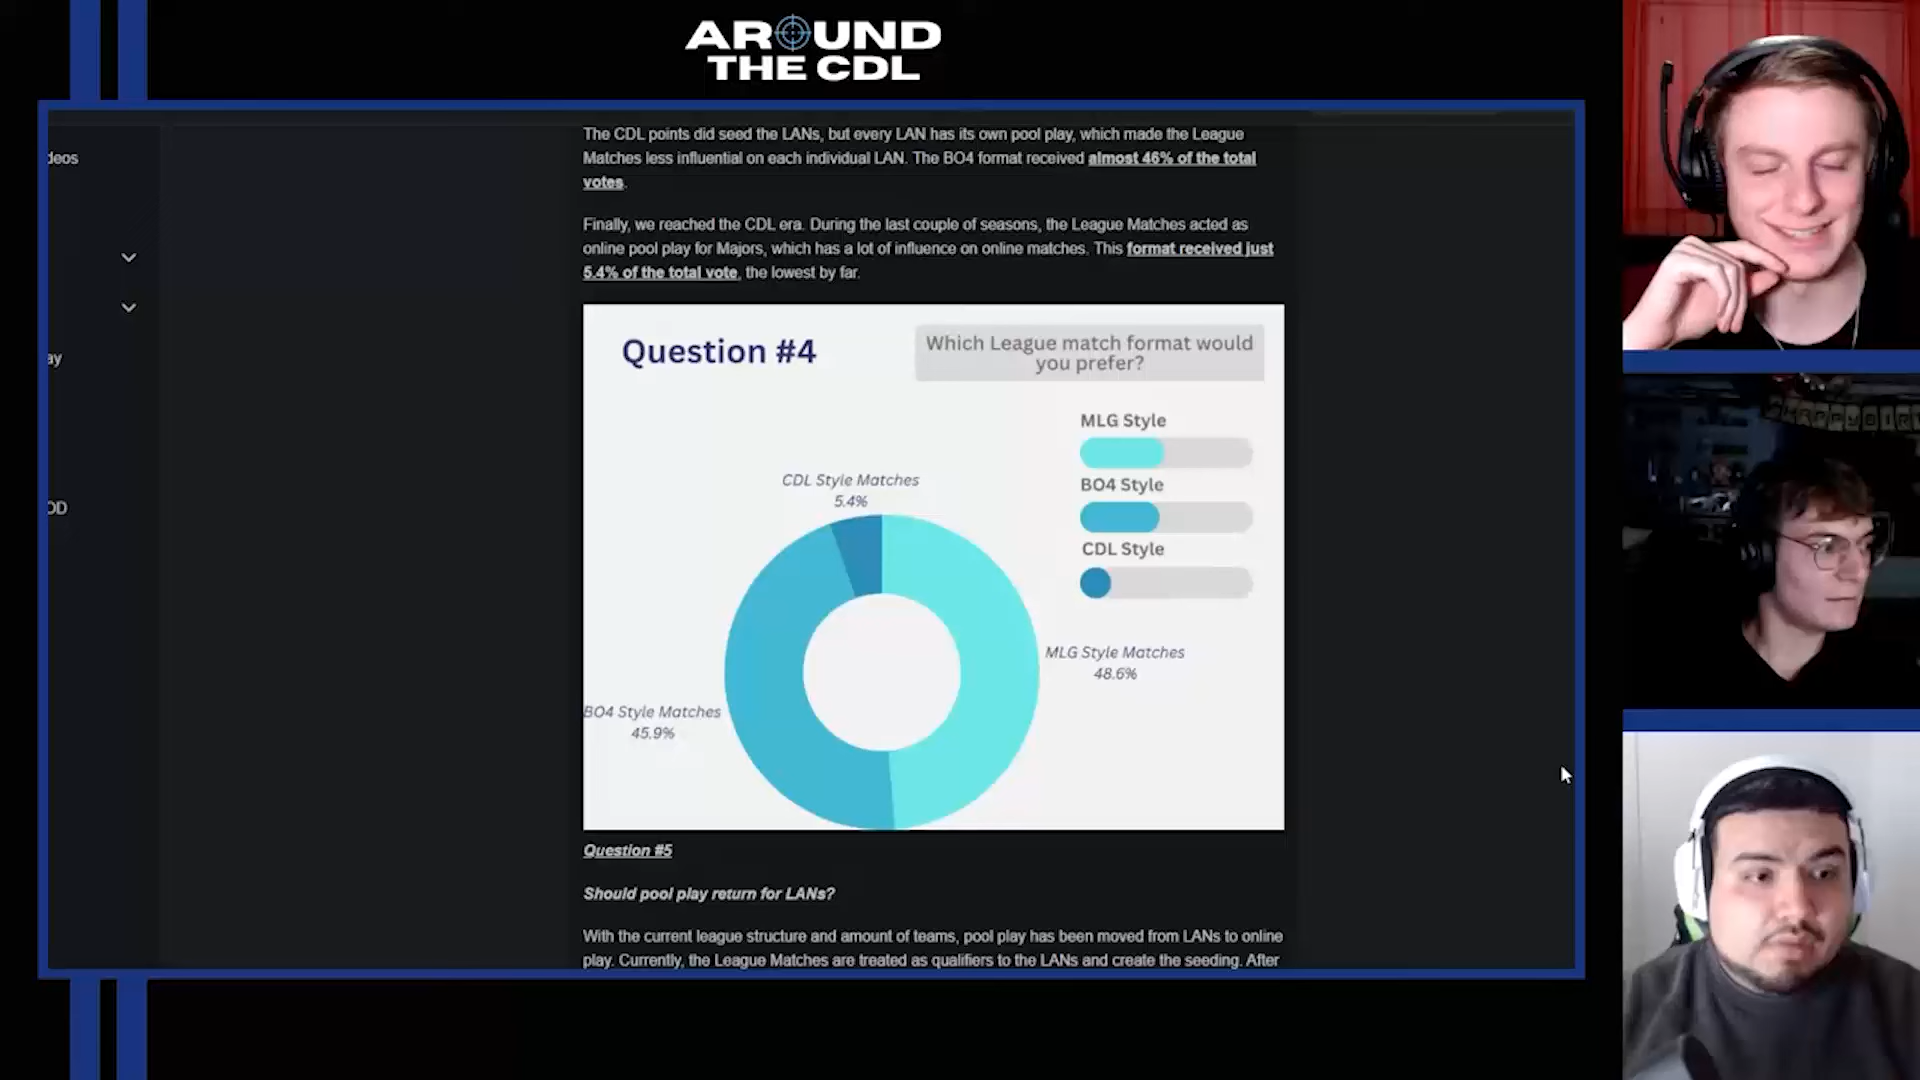 AROUND
THE CDL
The CDL points did seed the LANs, but every LAN has its own pool play, which made the League
Matches less influential on each individual LAN. The BO4 format received almost 46% of the total
votes.
Finally, we reached the CDL era. During the last couple of seasons, the League Matches acted as
online pool play for Majors, which has a lot of influence on online matches. This format received just
5.4% of the total vote, the lowest by far.
deos
ay
OD
Question #4
Which League match format would
you prefer?
MLG Style
BO4 Style
CDL Style
CDL Style Matches
5.4%
MLG Style Matches
48.6%
BO4 Style Matches
45.9%
Question #5
Should pool play return for LANs?
With the current league structure and amount of teams, pool play has been moved from LANs to online
play. Currently, the League Matches are treated as qualifiers to the LANs and create the seeding. After